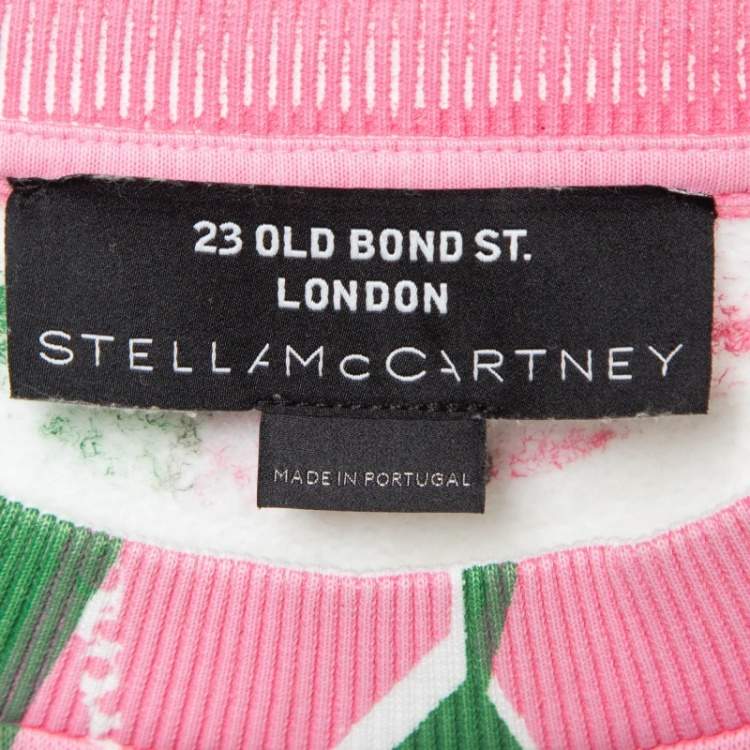 23 OLD BOND ST.
LONDON
STELLAMcCARTNEY
MADE IN PORTUGAL